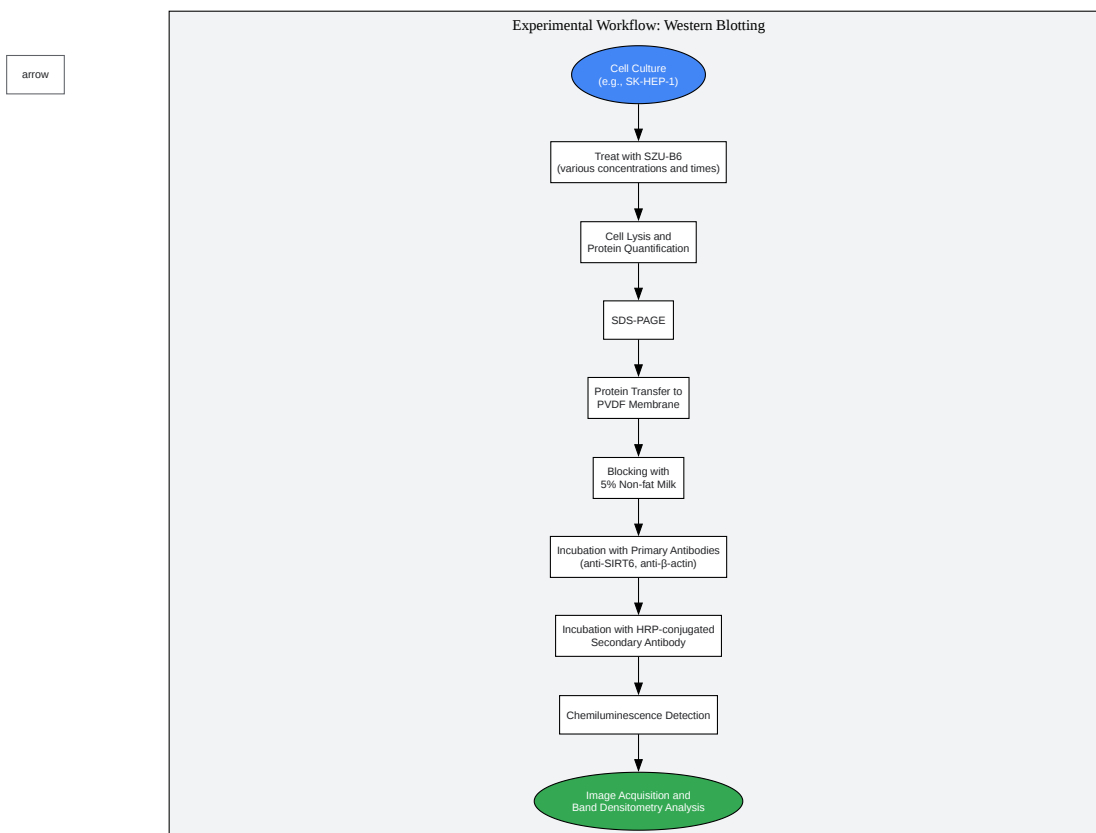 Experimental Workflow: Western Blotting
arrow
Cell Culture
(e.g., SK-HEP-1)
Treat with SZU-B6
(various concentrations and times)
Cell Lysis and
Protein Quantification
SDS-PAGE
Protein Transfer to
PVDF Membrane
Blocking with
5% Non-fat Milk
Incubation with Primary Antibodies
(anti-SIRT6, anti-β-actin)
Incubation with HRP-conjugated
Secondary Antibody
Chemiluminescence Detection
Image Acquisition and
Band Densitometry Analysis